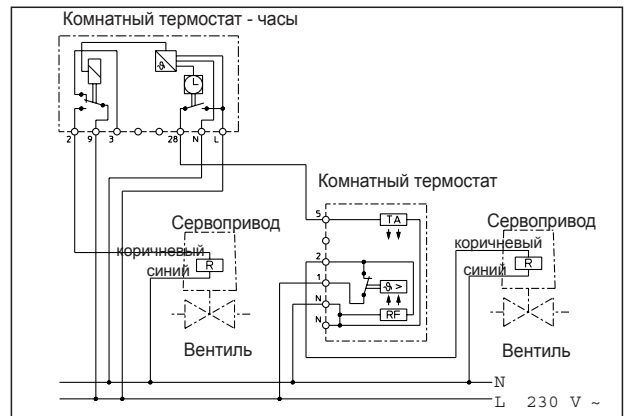 Комнатный термостат - часы
2 9 3 28 N L
Комнатный термостат
Сервопривод
коричневый
R
синий
Вентиль
5
TA
2
1
ϑ >
N
RF
N
Сервопривод
коричневый
R
синий
Вентиль
N
L 230 V ~